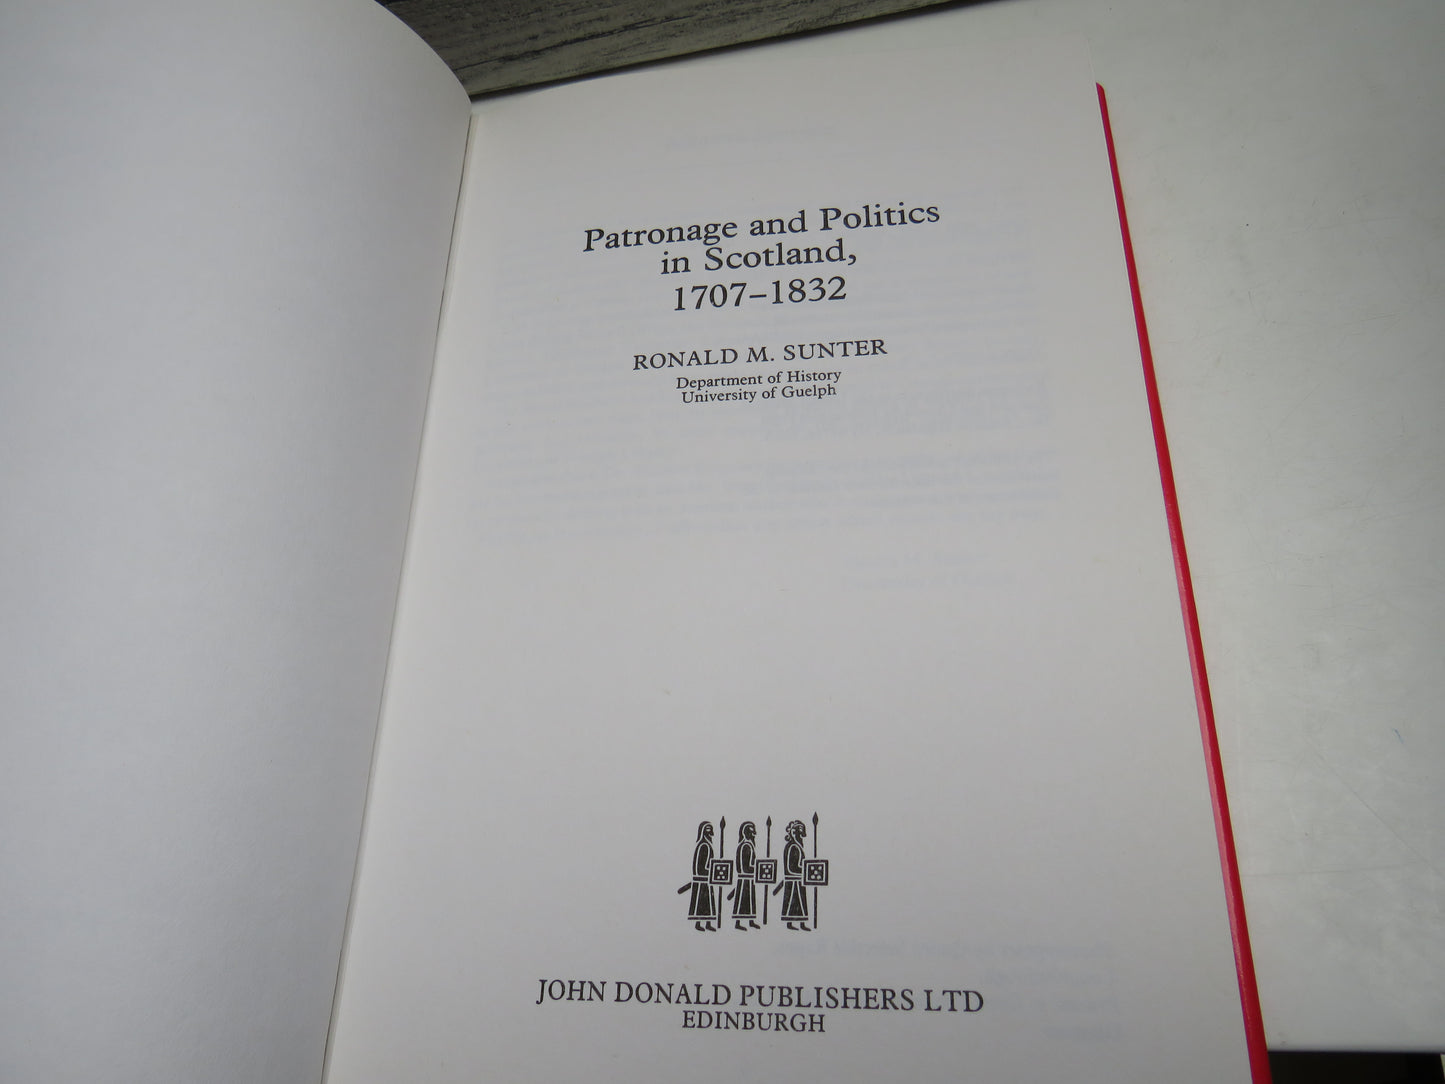 Patronage and Politics
in Scotland,
1707–1832
RONALD M. SUNTER
Department of History
University of Guelph
JOHN DONALD PUBLISHERS LTD
EDINBURGH